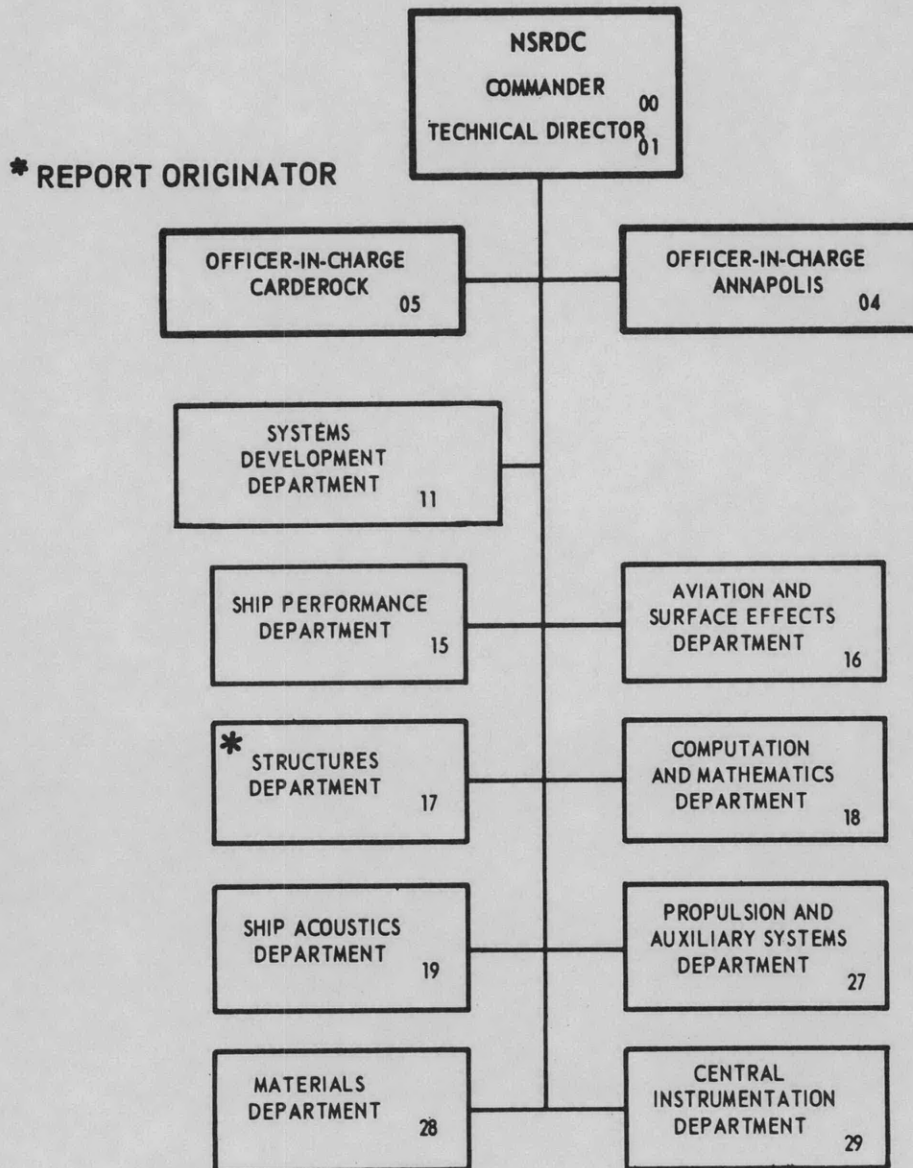 NSRDC
COMMANDER
00
TECHNICAL DIRECTOR
01
* REPORT ORIGINATOR
OFFICER-IN-CHARGE
CARDEROCK
05
OFFICER-IN-CHARGE
ANNAPOLIS
04
SYSTEMS
DEVELOPMENT
DEPARTMENT
11
SHIP PERFORMANCE
DEPARTMENT
15
AVIATION AND
SURFACE EFFECTS
DEPARTMENT
16
*
STRUCTURES
DEPARTMENT
17
COMPUTATION
AND MATHEMATICS
DEPARTMENT
18
SHIP ACOUSTICS
DEPARTMENT
19
PROPULSION AND
AUXILIARY SYSTEMS
DEPARTMENT
27
MATERIALS
DEPARTMENT
28
CENTRAL
INSTRUMENTATION
DEPARTMENT
29